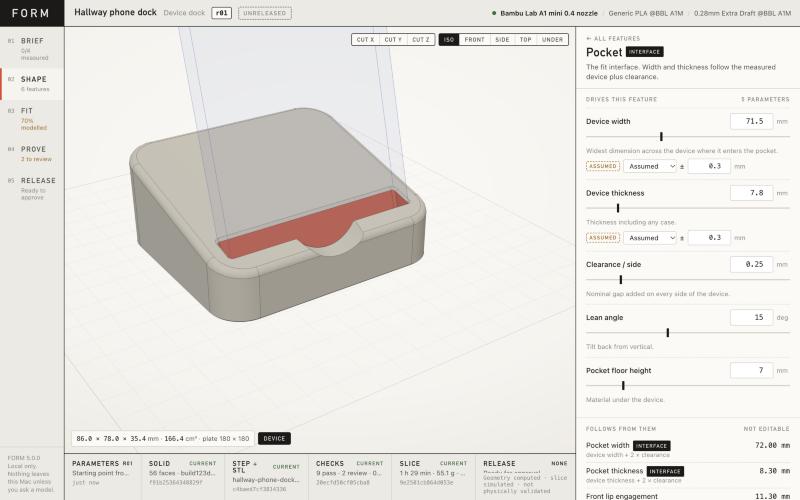 FORM
Hallway phone dock Device dock r01 UNRELEASED
Bambu Lab A1 mini 0.4 nozzle Generic PLA @BBL A1M 0.28mm Extra Draft @BBL A1M
01 BRIEF
0/4
measured
02 SHAPE
6 features
03 FIT
70%
modelled
04 PROVE
2 to review
05 RELEASE
Ready to
approve
FORM 5.0.0
Local only.
Nothing leaves
this Mac unless
you ask a model.
CUT X CUT Y CUT Z
ISO FRONT SIDE TOP UNDER
86.0 × 78.0 × 35.4 mm · 166.4 cm³ · plate 180 × 180
DEVICE
PARAMETERS R01
Starting point fro…
just now
SOLID CURRENT
56 faces · build123d…
STEP + STL CURRENT
hallway-phone-dock…
CHECKS CURRENT
9 pass · 2 review · 0…
SLICE CURRENT
1 h 29 min · 55.1 g ·…
RELEASE NONE
Geometry computed · slice
simulated · not
physically validated
← ALL FEATURES
Pocket INTERFACE
The fit interface. Width and thickness follow the measured
device plus clearance.
DRIVES THIS FEATURE 5 PARAMETERS
Device width 71.5 mm
Widest dimension across the device where it enters the pocket.
ASSUMED Assumed ± 0.3 mm
Device thickness 7.8 mm
Thickness including any case.
ASSUMED Assumed ± 0.3 mm
Clearance / side 0.25 mm
Nominal gap added on every side of the device.
Lean angle 15 deg
Tilt back from vertical.
Pocket floor height 7 mm
Material under the device.
FOLLOWS FROM THEM NOT EDITABLE
Pocket width INTERFACE 72.00 mm
device width + 2 × clearance
Pocket thickness INTERFACE 8.30 mm
device thickness + 2 × clearance
Front lip engagement 11.30 mm